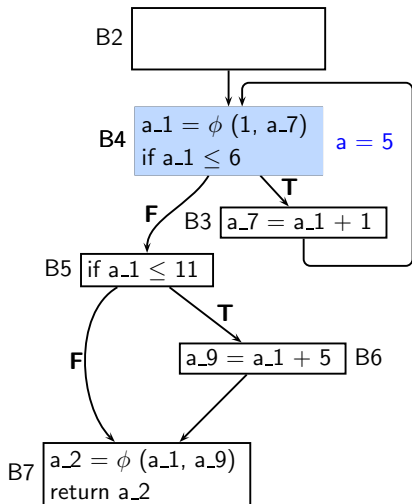 B2
B4
a_1 = ϕ (1, a_7)
if a_1 ≤ 6
a = 5
F
T
B3
a_7 = a_1 + 1
B5
if a_1 ≤ 11
T
F
a_9 = a_1 + 5
B6
B7
a_2 = ϕ (a_1, a_9)
return a_2